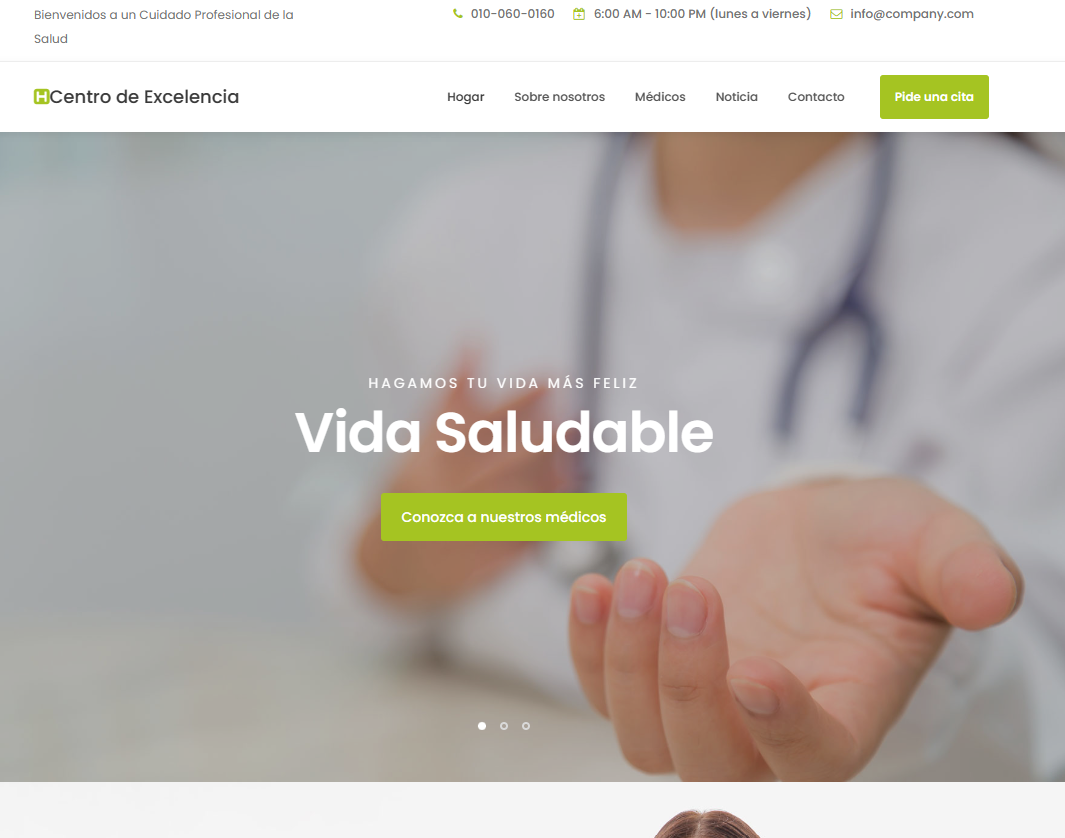 Bienvenidos a un Cuidado Profesional de la
Salud
010-060-0160
6:00 AM - 10:00 PM (lunes a viernes)
info@company.com
H Centro de Excelencia
Hogar
Sobre nosotros
Médicos
Noticia
Contacto
Pide una cita
HAGAMOS TU VIDA MÁS FELIZ
Vida Saludable
Conozca a nuestros médicos